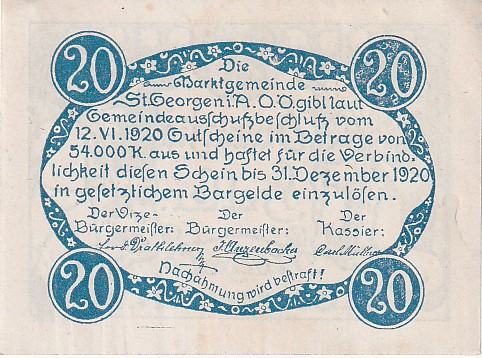 20 20
Die
Marktgemeinde
St. Georgen i. A. O.Ö. gibt laut
Gemeindeausschußbeschluß vom
12. VI. 1920 Gutscheine im Betrage von
54.000 K. aus und haftet für die Verbind-
lichkeit diesen Schein bis 31. Dezember 1920
in gesetzlichem Bargelde einzulösen.
Der Vize- Der Der
Bürgermeister: Bürgermeister: Kassier:
Carl Müllner
Nachahmung wird bestraft!
20 20